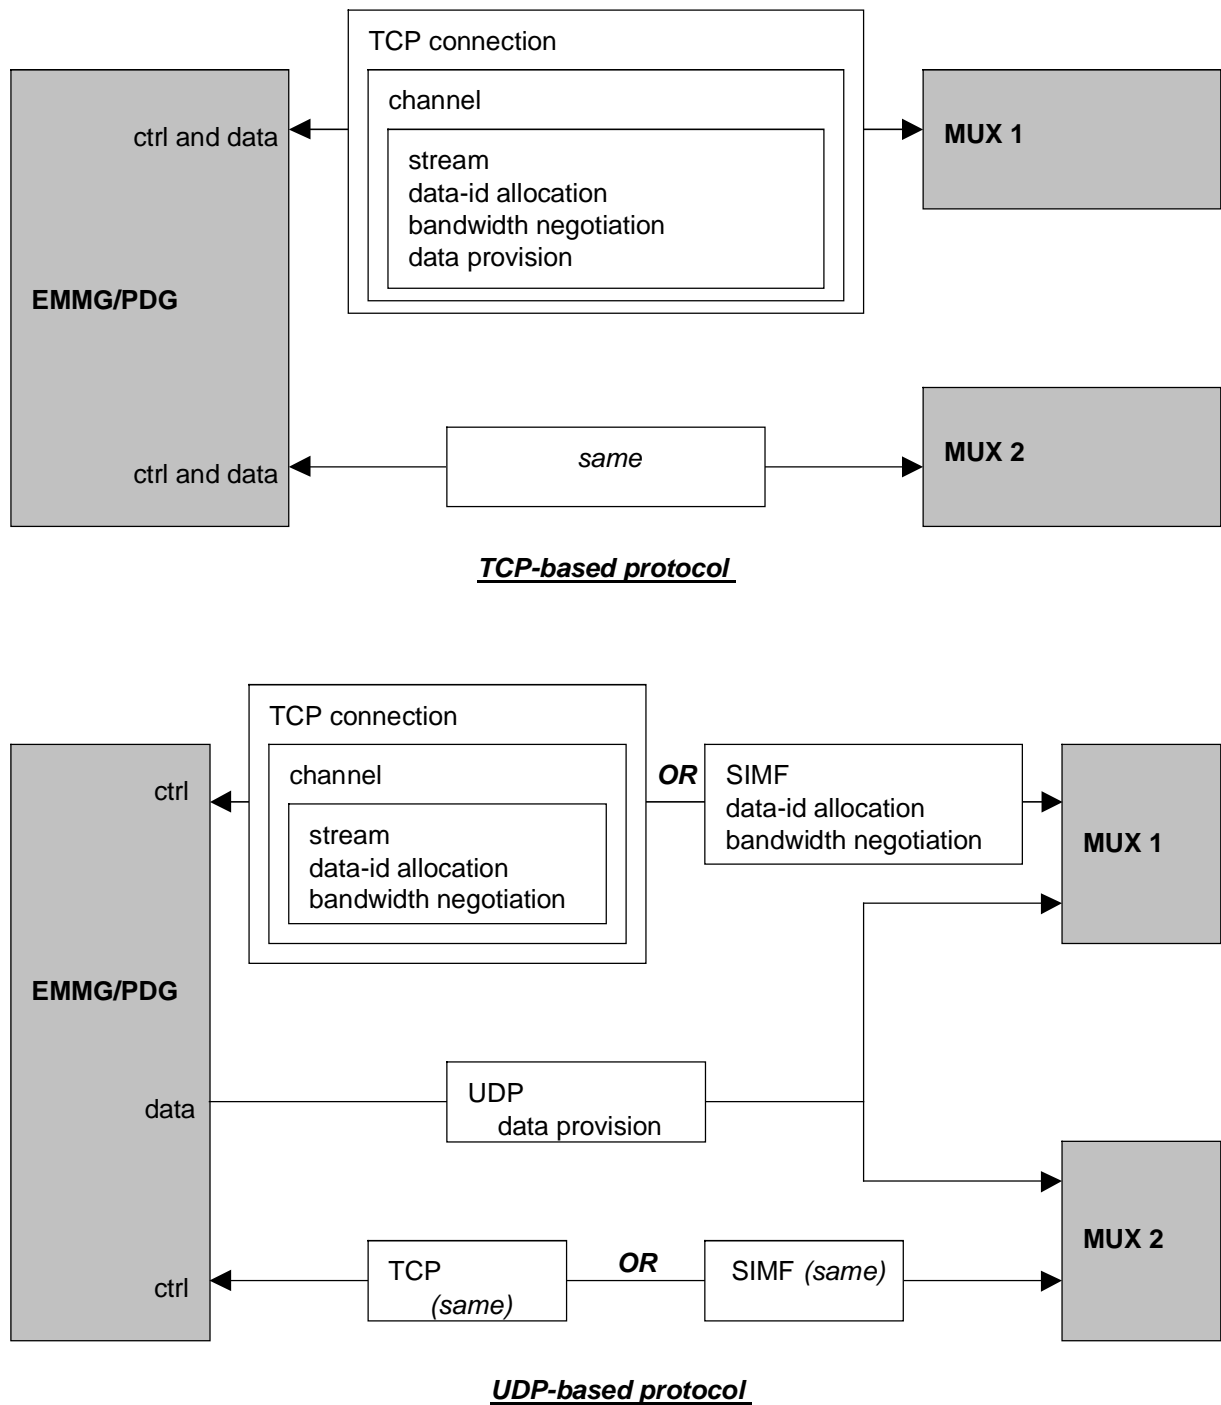 TCP connection
channel
ctrl and data
MUX 1
stream
data-id allocation
bandwidth negotiation
data provision
EMMG/PDG
same
MUX 2
ctrl and data
TCP-based protocol
TCP connection
channel
OR
SIMF
ctrl
data-id allocation
stream
bandwidth negotiation
MUX 1
data-id allocation
bandwidth negotiation
EMMG/PDG
UDP
data
data provision
MUX 2
OR
TCP
SIMF (same)
ctrl
(same)
UDP-based protocol